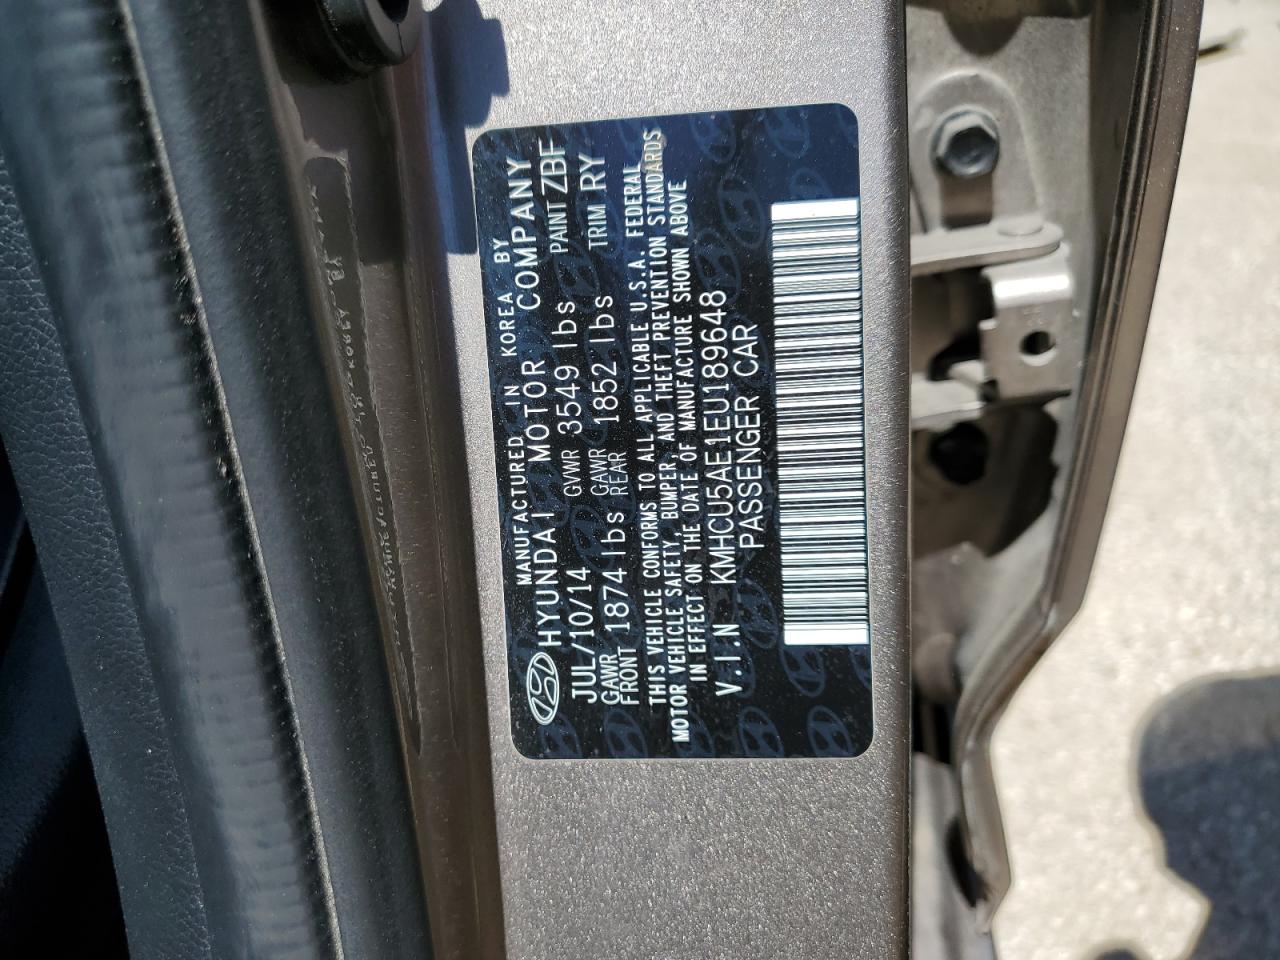 MANUFACTURED IN KOREA BY
HYUNDAI MOTOR COMPANY
JUL/10/14 GVWR 3549 lbs PAINT ZBF
GAWR FRONT 1874 lbs GAWR REAR 1852 lbs TRIM RY
THIS VEHICLE CONFORMS TO ALL APPLICABLE U.S.A. FEDERAL
MOTOR VEHICLE SAFETY, BUMPER, AND THEFT PREVENTION STANDARDS
IN EFFECT ON THE DATE OF MANUFACTURE SHOWN ABOVE
V.I.N KMHCU5AE1EU189648
PASSENGER CAR